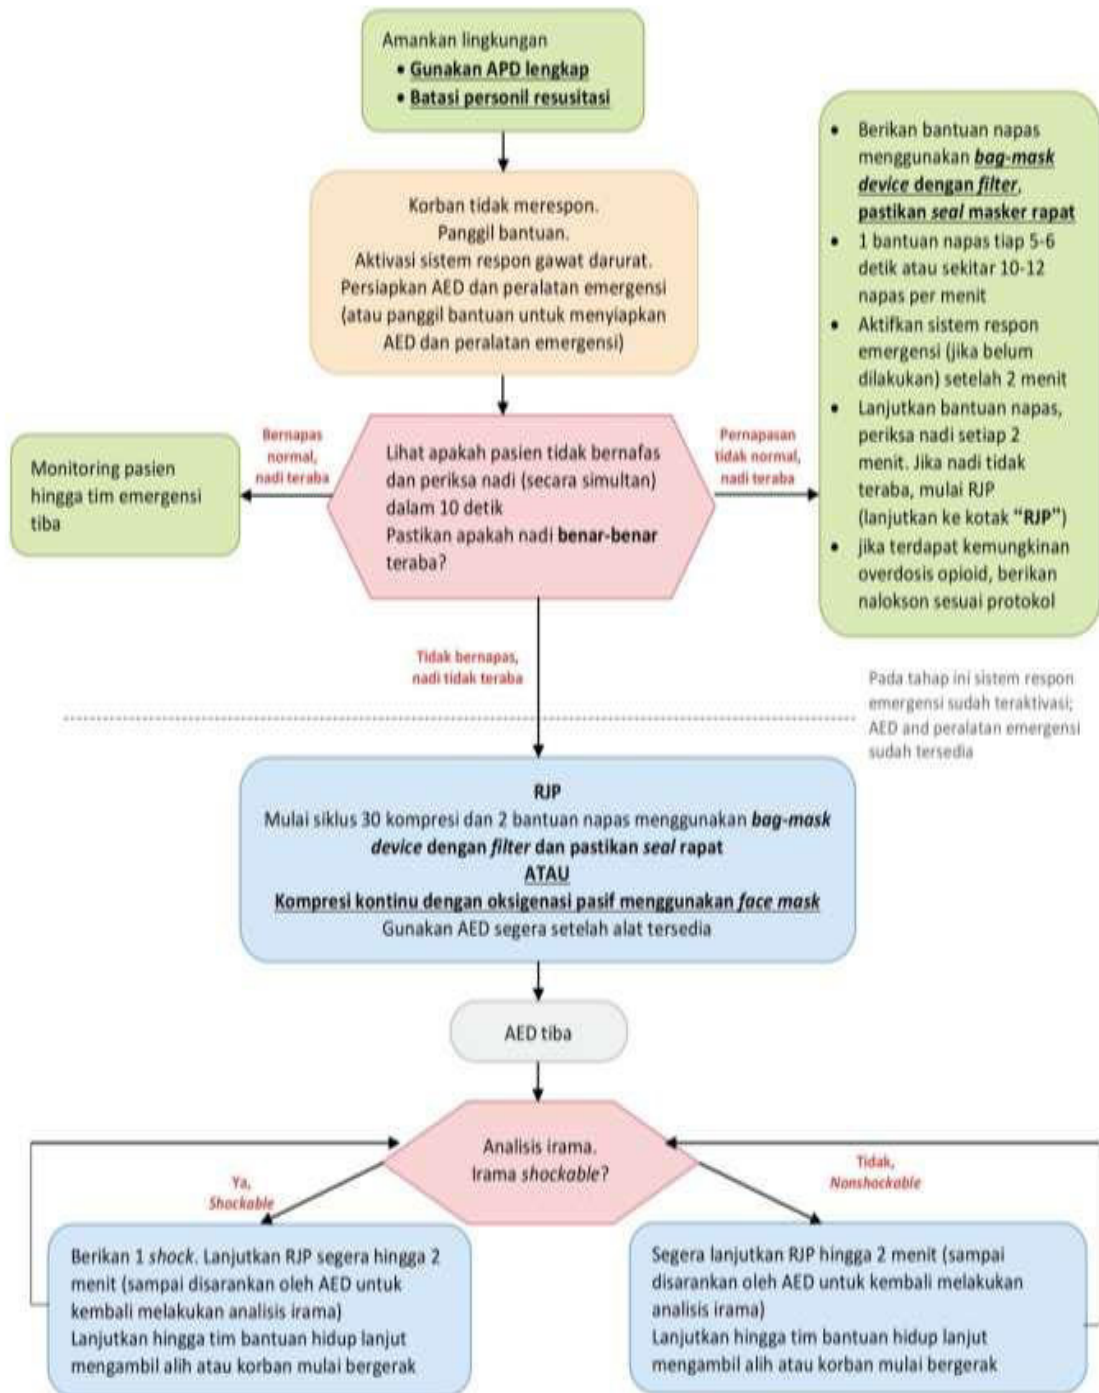 Amankan lingkungan
• Gunakan APD lengkap
• Batasi personil resusitasi
Korban tidak merespon.
Panggil bantuan.
Aktivasi sistem respon gawat darurat.
Persiapkan AED dan peralatan emergensi
(atau panggil bantuan untuk menyiapkan
AED dan peralatan emergensi)
Bernapas
normal,
nadi teraba
Monitoring pasien
hingga tim emergensi
tiba
Lihat apakah pasien tidak bernafas
dan periksa nadi (secara simultan)
dalam 10 detik
Pastikan apakah nadi benar-benar
teraba?
Pernapasan
tidak normal,
nadi teraba
• Berikan bantuan napas
menggunakan bag-mask
device dengan filter,
pastikan seal masker rapat
• 1 bantuan napas tiap 5-6
detik atau sekitar 10-12
napas per menit
• Aktifkan sistem respon
emergensi (jika belum
dilakukan) setelah 2 menit
• Lanjutkan bantuan napas,
periksa nadi setiap 2
menit. Jika nadi tidak
teraba, mulai RJP
(lanjutkan ke kotak “RJP”)
• jika terdapat kemungkinan
overdosis opioid, berikan
nalokson sesuai protokol
Tidak bernapas,
nadi tidak teraba
Pada tahap ini sistem respon
emergensi sudah teraktivasi;
AED and peralatan emergensi
sudah tersedia
RJP
Mulai siklus 30 kompresi dan 2 bantuan napas menggunakan bag-mask
device dengan filter dan pastikan seal rapat
ATAU
Kompresi kontinu dengan oksigenasi pasif menggunakan face mask
Gunakan AED segera setelah alat tersedia
AED tiba
Analisis irama.
Irama shockable?
Ya,
Shockable
Tidak,
Nonshockable
Berikan 1 shock. Lanjutkan RJP segera hingga 2
menit (sampai disarankan oleh AED untuk
kembali melakukan analisis irama)
Lanjutkan hingga tim bantuan hidup lanjut
mengambil alih atau korban mulai bergerak
Segera lanjutkan RJP hingga 2 menit (sampai
disarankan oleh AED untuk kembali melakukan
analisis irama)
Lanjutkan hingga tim bantuan hidup lanjut
mengambil alih atau korban mulai bergerak